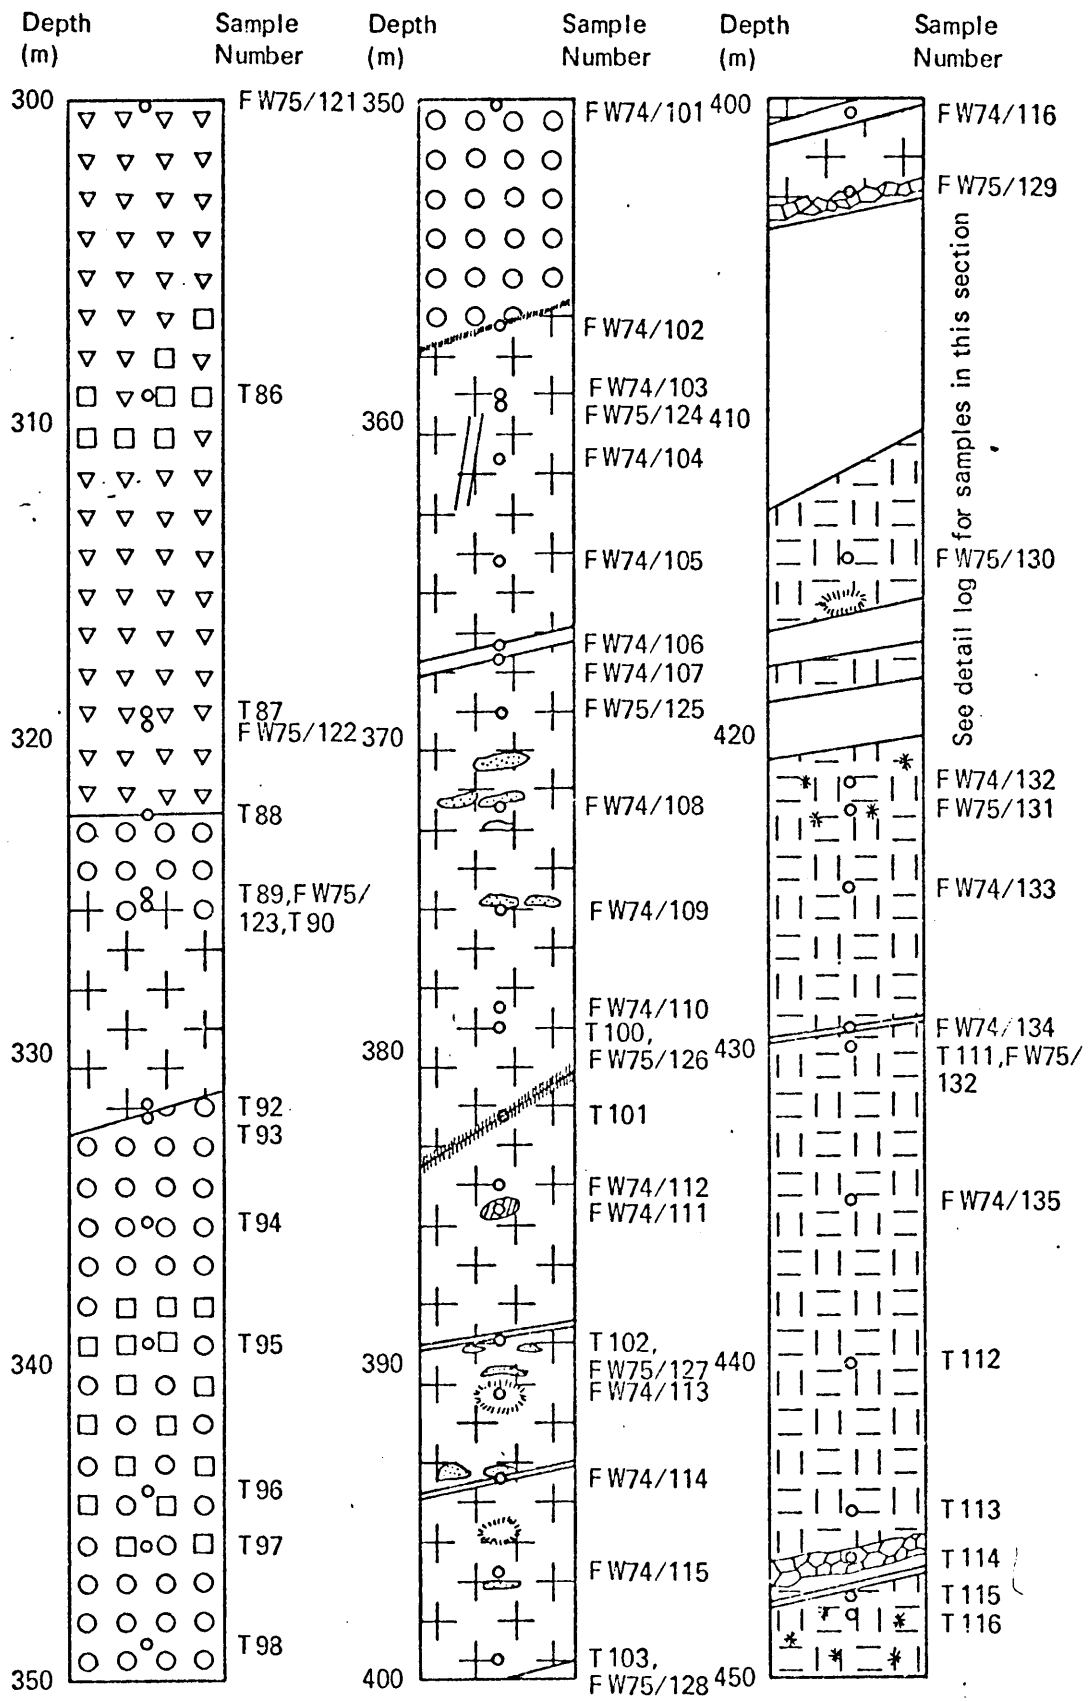 Depth
(m)
Sample
Number
300
310
320
330
340
350
FW75/121
T86
T87
FW75/122
T88
T89,FW75/
123,T90
T92
T93
T94
T95
T96
T97
T98
Depth
(m)
Sample
Number
350
360
370
380
390
400
FW74/101
FW74/102
FW74/103
FW75/124
FW74/104
FW74/105
FW74/106
FW74/107
FW75/125
FW74/108
FW74/109
FW74/110
T100,
FW75/126
T101
FW74/112
FW74/111
T102,
FW75/127
FW74/113
FW74/114
FW74/115
T103,
FW75/128
Depth
(m)
Sample
Number
400
410
420
430
440
450
FW74/116
FW75/129
See detail log for samples in this section
FW75/130
FW74/132
FW75/131
FW74/133
FW74/134
T111,FW75/
132
FW74/135
T112
T113
T114
T115
T116